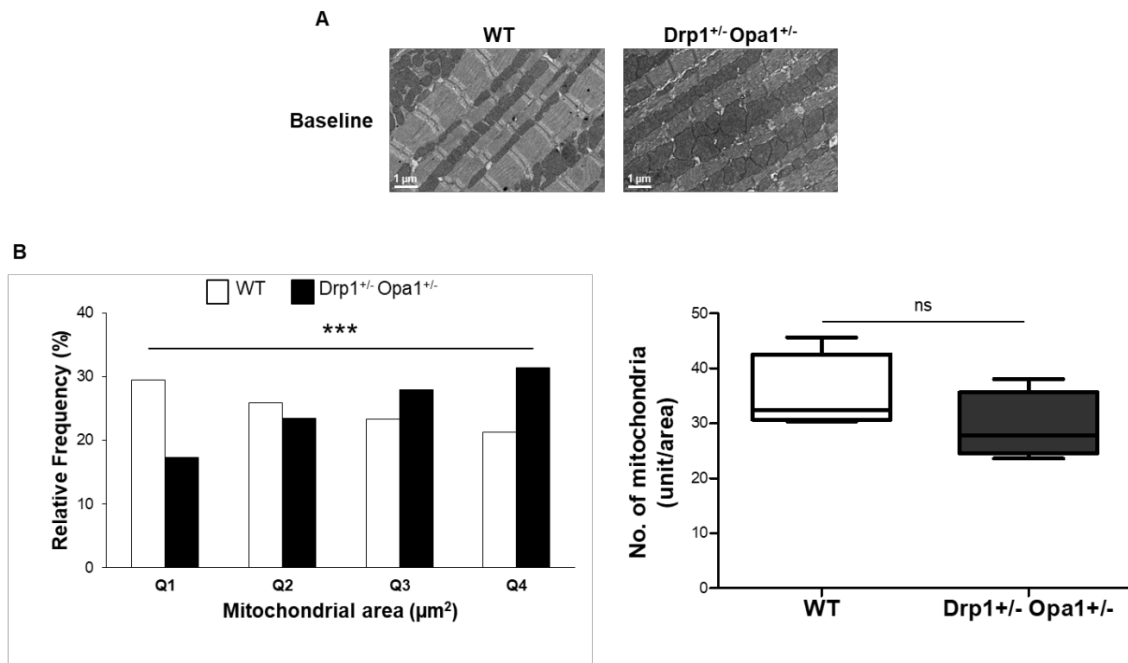 A
WT
Drp1+/- Opa1+/-
Baseline
1 µm
1 µm
B
WT
Drp1+/- Opa1+/-
***
Relative Frequency (%)
40
30
20
10
0
Q1
Q2
Q3
Q4
Mitochondrial area (µm²)
ns
No. of mitochondria
(unit/area)
50
40
30
20
10
0
WT
Drp1+/- Opa1+/-